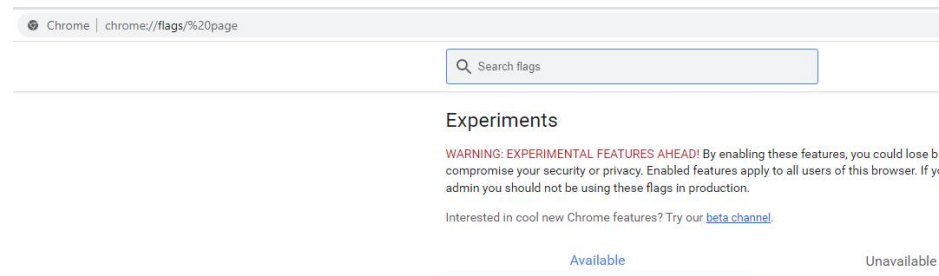 Chrome | chrome://flags/%20page
Search flags
Experiments
WARNING: EXPERIMENTAL FEATURES AHEAD! By enabling these features, you could lose b
compromise your security or privacy. Enabled features apply to all users of this browser. If yo
admin you should not be using these flags in production.
Interested in cool new Chrome features? Try our beta channel.
Available
Unavailable